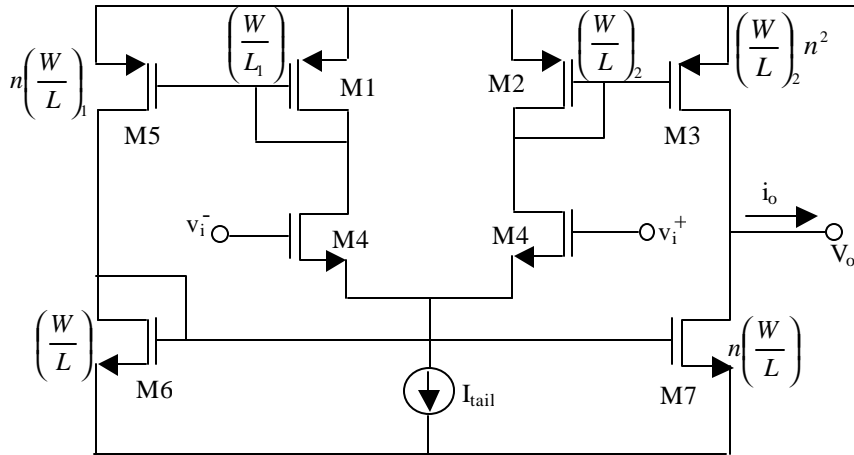 n(W/L)₁
(W/L₁)
M1
M5
M2
(W/L)₂
(W/L)₂ n²
M3
vᵢ⁻
M4
M4
vᵢ⁺
iₒ
Vₒ
(W/L)
M6
Iₜₐᵢₗ
M7
n(W/L)